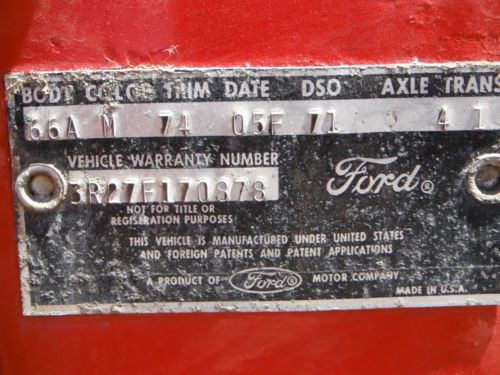 BODY COLOR TRIM DATE DSO AXLE TRANS
66A M 74 05F 71 4 1
VEHICLE WARRANTY NUMBER
3R27F170878
Ford®
NOT FOR TITLE OR
REGISTRATION PURPOSES
THIS VEHICLE IS MANUFACTURED UNDER UNITED STATES
AND FOREIGN PATENTS AND PATENT APPLICATIONS
A PRODUCT OF Ford® MOTOR COMPANY
MADE IN U.S.A.